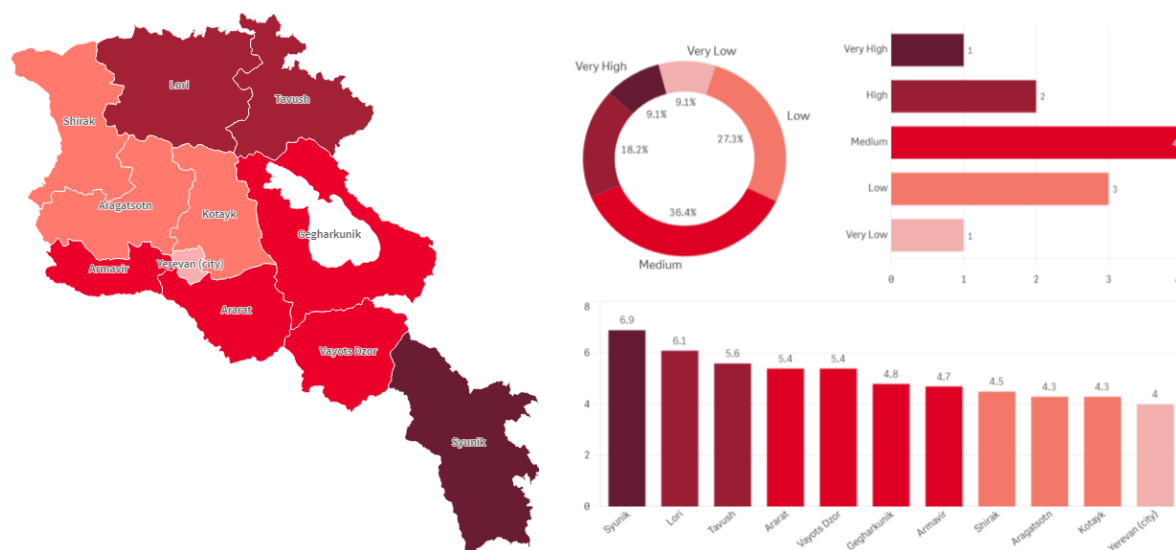 Lori
Tavush
Shirak
Aragatsotn
Kotayk
Gegharkunik
Armavir
Yerevan (city)
Ararat
Vayots Dzor
Syunik
Very Low
Very High
Low
9.1%
9.1%
27.3%
18.2%
36.4%
Medium
Very High
1
High
2
Medium
4
Low
3
Very Low
1
0
1
2
3
8
6
4
2
0
6.9
6.1
5.6
5.4
5.4
4.8
4.7
4.5
4.3
4.3
4
Syunik
Lori
Tavush
Ararat
Vayots Dzor
Gegharkunik
Armavir
Shirak
Aragatsotn
Kotayk
Yerevan (city)